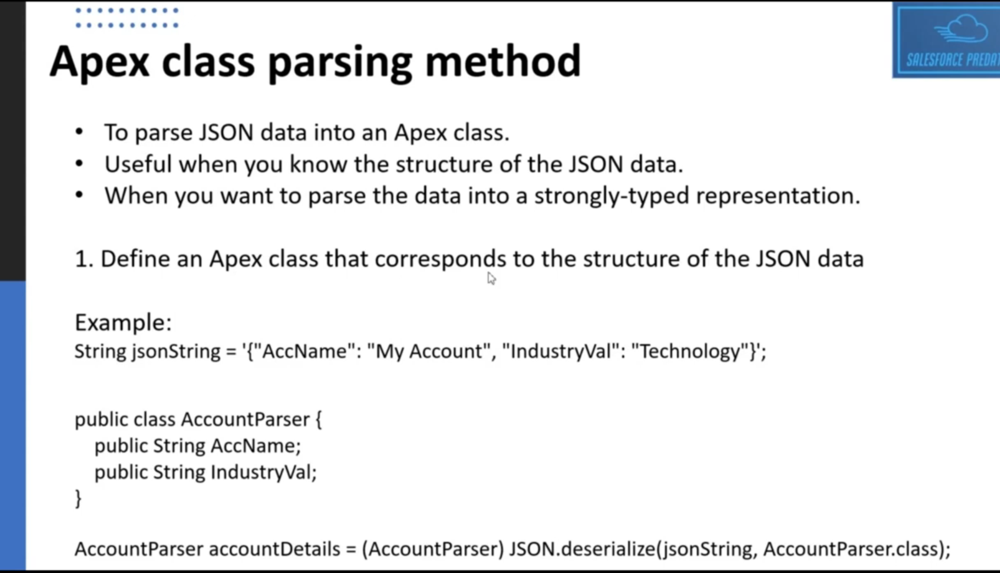 SALESFORCE
Apex class parsing method
• To parse JSON data into an Apex class.
• Useful when you know the structure of the JSON data.
• When you want to parse the data into a strongly-typed representation.
1. Define an Apex class that corresponds to the structure of the JSON data
Example:
String jsonString = '{"AccName": "My Account", "IndustryVal": "Technology"}';
public class AccountParser {
public String AccName;
public String IndustryVal;
}
AccountParser accountDetails = (AccountParser) JSON.deserialize(jsonString, AccountParser.class);